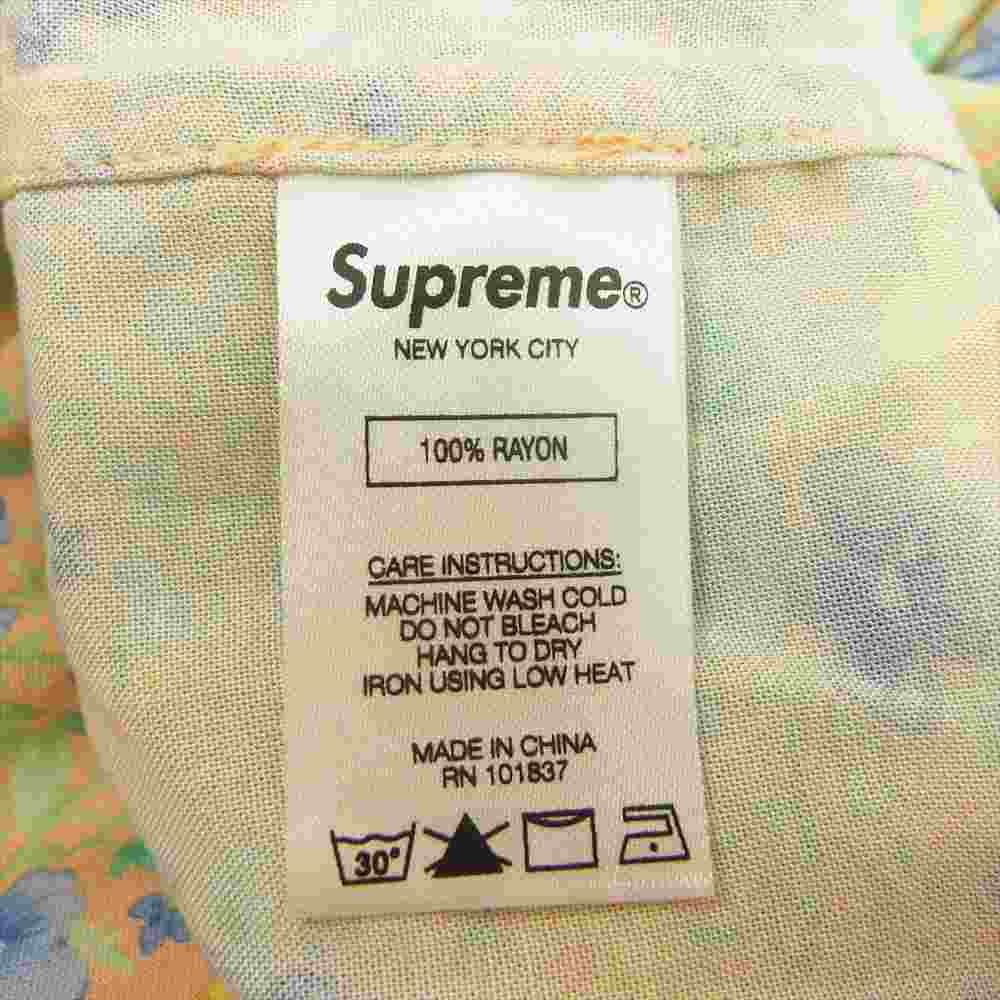 Supreme®
NEW YORK CITY
100% RAYON
CARE INSTRUCTIONS:
MACHINE WASH COLD
DO NOT BLEACH
HANG TO DRY
IRON USING LOW HEAT
MADE IN CHINA
RN 101837
30°